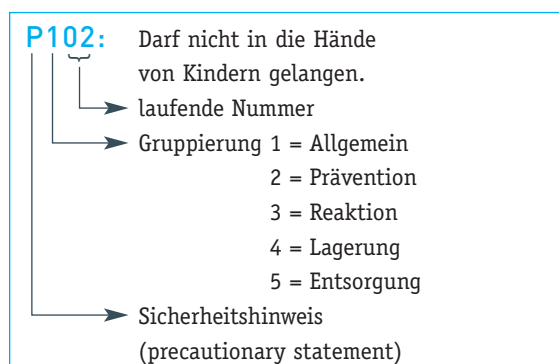 P102: Darf nicht in die Hände
von Kindern gelangen.
laufende Nummer
Gruppierung 1 = Allgemein
2 = Prävention
3 = Reaktion
4 = Lagerung
5 = Entsorgung
Sicherheitshinweis
(precautionary statement)